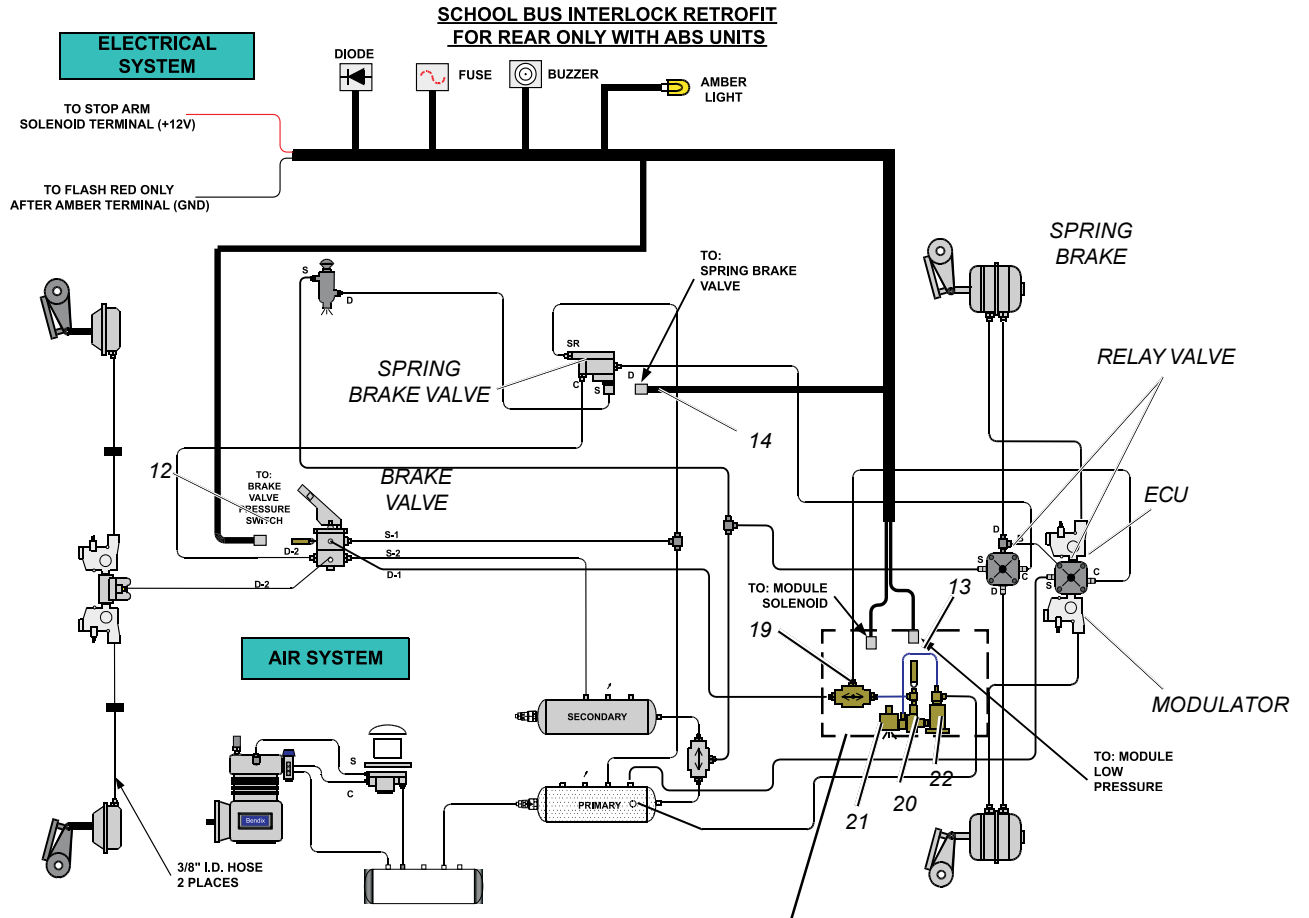 SCHOOL BUS INTERLOCK RETROFIT
FOR REAR ONLY WITH ABS UNITS
ELECTRICAL
SYSTEM
DIODE
FUSE
BUZZER
AMBER
LIGHT
TO STOP ARM
SOLENOID TERMINAL (+12V)
TO FLASH RED ONLY
AFTER AMBER TERMINAL (GND)
SPRING
BRAKE
TO:
SPRING BRAKE
VALVE
S
D
SR
D
C
S
SPRING
BRAKE VALVE
RELAY VALVE
14
12
TO:
BRAKE
VALVE
PRESSURE
SWITCH
BRAKE
VALVE
ECU
S-1
D-2
S-2
D-1
D-2
D
S
S
C
D
S
C
TO: MODULE
SOLENOID
13
19
AIR SYSTEM
MODULATOR
SECONDARY
S
C
PRIMARY
Bendix
21
20
22
TO: MODULE
LOW
PRESSURE
3/8" I.D. HOSE
2 PLACES